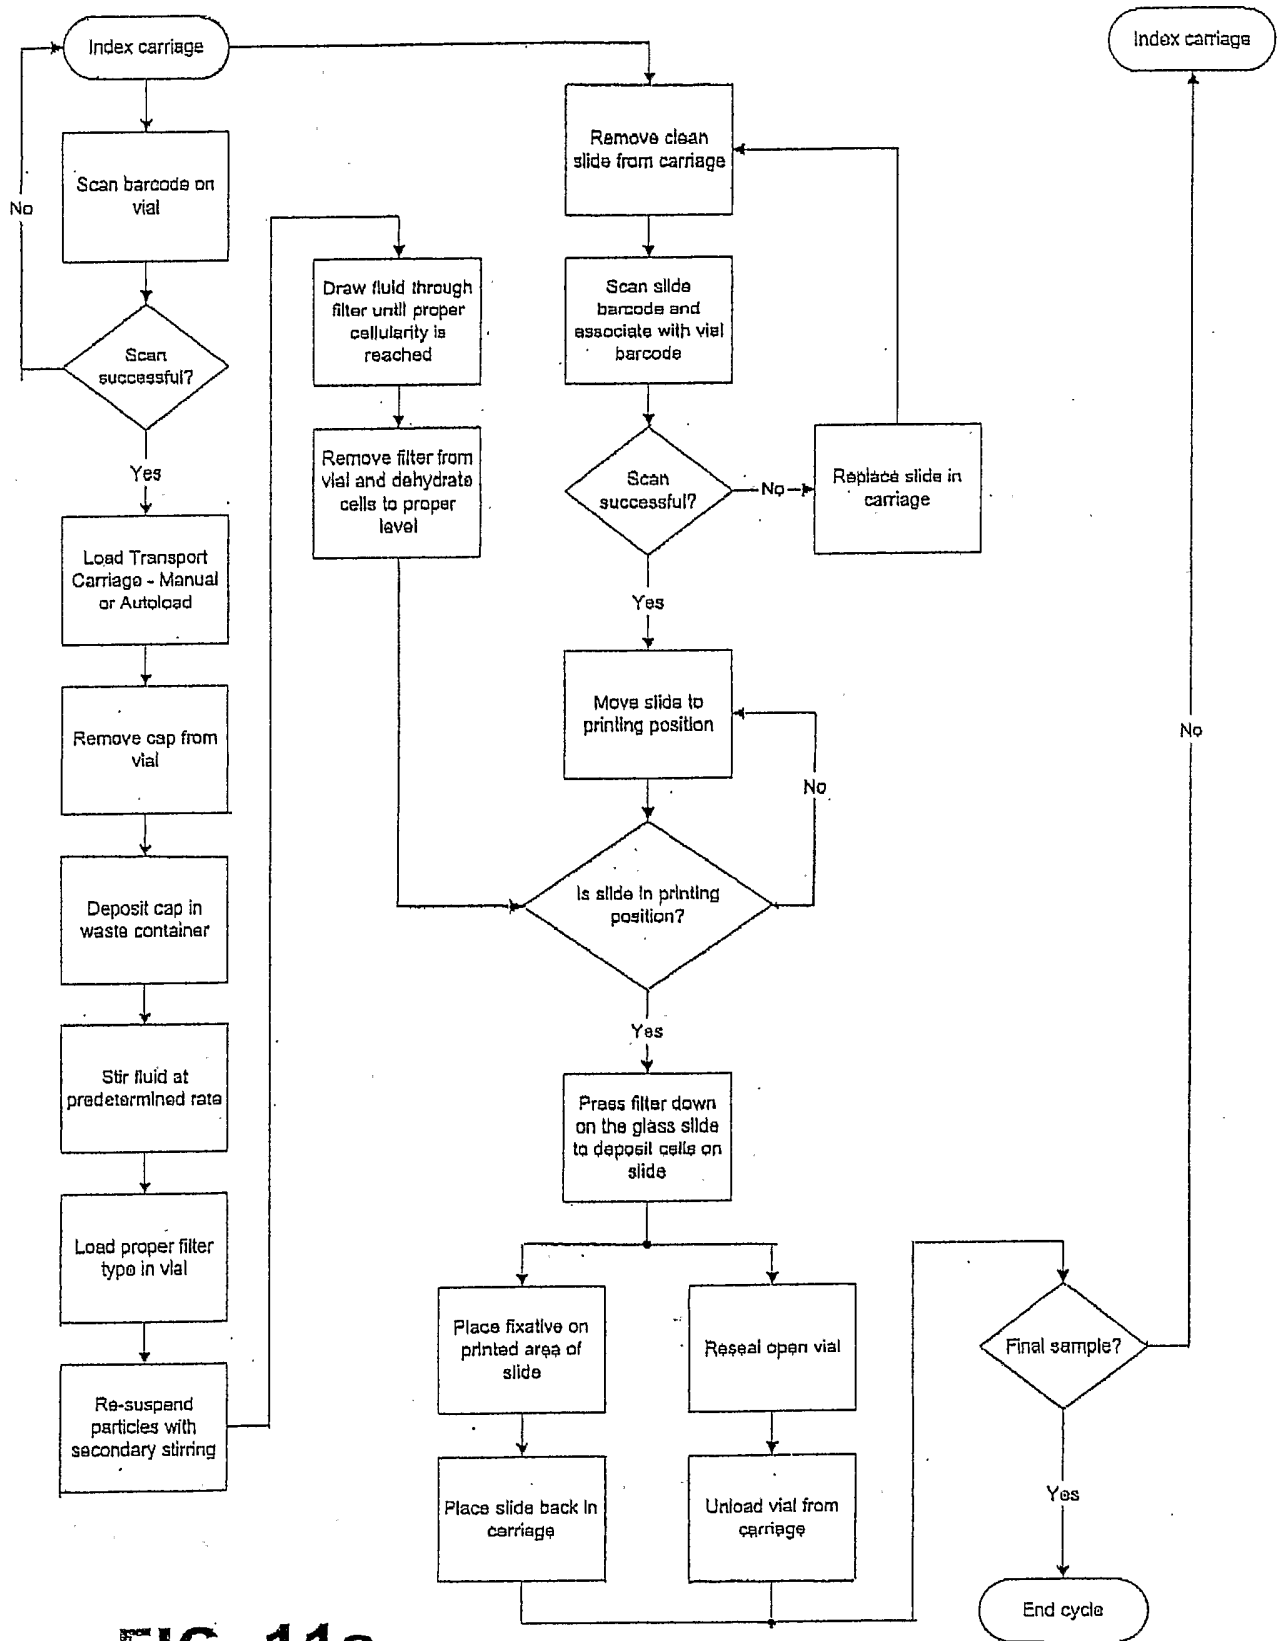 Index carriage
Scan barcode on
vial
No
Scan
successful?
Yes
Load Transport
Carriage - Manual
or Autoload
Remove cap from
vial
Deposit cap in
waste container
Stir fluid at
predetermined rate
Load proper filter
type in vial
Re-suspend
particles with
secondary stirring
Draw fluid through
filter until proper
cellularity is
reached
Remove filter from
vial and dehydrate
cells to proper
level
Remove clean
slide from carriage
Scan slide
barcode and
associate with vial
barcode
Scan
successful?
No
Replace slide in
carriage
Yes
Move slide to
printing position
No
Is slide in printing
position?
Yes
Press filter down
on the glass slide
to deposit cells on
slide
Place fixative on
printed area of
slide
Place slide back in
carriage
Reseal open vial
Unload vial from
carriage
Final sample?
No
Index carriage
Yes
End cycle
FIG. 11a